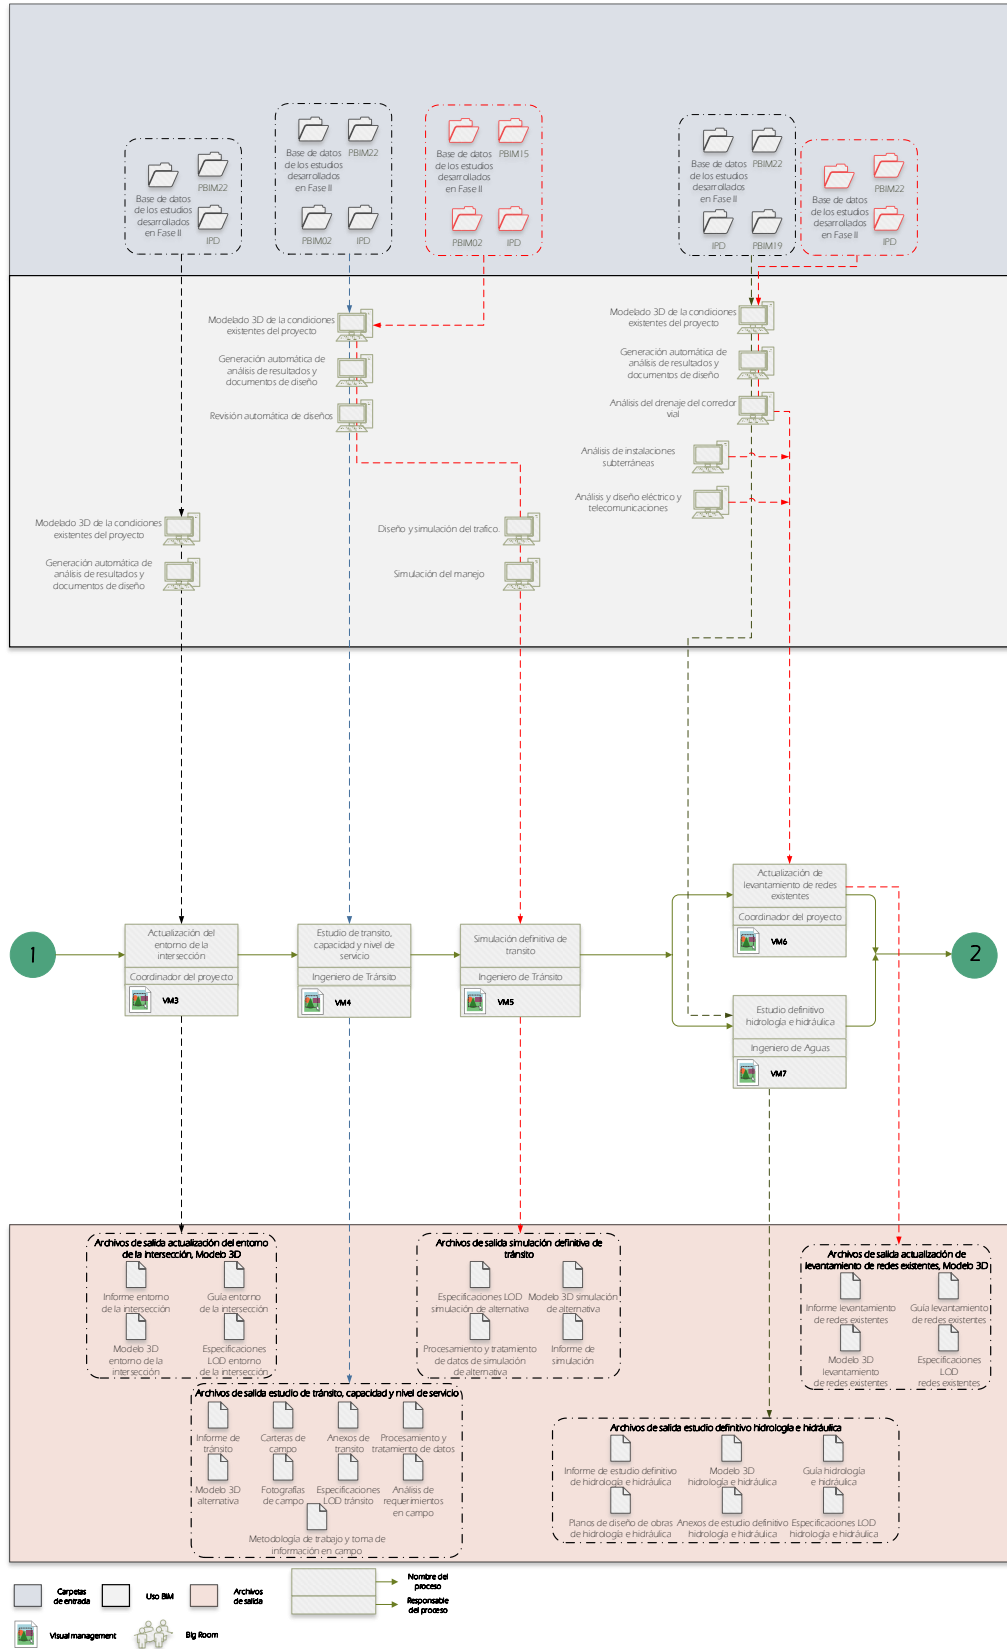 Base de datos
de los estudios
desarrollados
en Fase II
PBIM22
IPD
Base de datos
de los estudios
desarrollados
en Fase II
PBIM22
PBIM02
IPD
Base de datos
de los estudios
desarrollados
en Fase II
PBIM15
PBIM02
IPD
Base de datos
de los estudios
desarrollados
en Fase II
PBIM22
IPD
PBIM19
Base de datos
de los estudios
desarrollados
en Fase II
PBIM22
IPD
Modelado 3D de la condiciones
existentes del proyecto
Generación automática de
análisis de resultados y
documentos de diseño
Revisión automática de diseños
Modelado 3D de la condiciones
existentes del proyecto
Generación automática de
análisis de resultados y
documentos de diseño
Análisis del drenaje del corredor
vial
Análisis de instalaciones
subterráneas
Análisis y diseño eléctrico y
telecomunicaciones
Modelado 3D de la condiciones
existentes del proyecto
Generación automática de
análisis de resultados y
documentos de diseño
Diseño y simulación del trafico.
Simulación del manejo
1
Actualización del
entorno de la
intersección
Coordinador del proyecto
VM3
Estudio de transito,
capacidad y nivel de
servicio
Ingeniero de Tránsito
VM4
Simulación definitiva de
transito
Ingeniero de Tránsito
VM5
Actualización de
levantamiento de redes
existentes
Coordinador del proyecto
VM6
Estudio definitivo
hidrología e hidráulica
Ingeniero de Aguas
VM7
2
Archivos de salida actualización del entorno
de la intersección, Modelo 3D
Informe entorno
de la intersección
Guía entorno
de la intersección
Modelo 3D
entorno de la
intersección
Especificaciones
LOD entorno
de la intersección
Archivos de salida simulación definitiva de
tránsito
Especificaciones LOD
simulación de alternativa
Modelo 3D simulación
de alternativa
Procesamiento y tratamiento
de datos de simulación
de alternativa
Informe de
simulación
Archivos de salida actualización de
levantamiento de redes existentes, Modelo 3D
Informe levantamiento
de redes existentes
Guía levantamiento
de redes existentes
Modelo 3D
levantamiento
de redes existentes
Especificaciones
LOD
redes existentes
Archivos de salida estudio de tránsito, capacidad y nivel de servicio
Informe de
tránsito
Carteras de
campo
Anexos de
transito
Procesamiento y
tratamiento de datos
Modelo 3D
alternativa
Fotografías
de campo
Especificaciones
LOD tránsito
Análisis de
requerimientos
en campo
Metodología de trabajo y toma de
información en campo
Archivos de salida estudio definitivo hidrología e hidráulica
Informe de estudio definitivo
de hidrología e hidráulica
Modelo 3D
hidrología e hidráulica
Guía hidrología
e hidráulica
Planos de diseño de obras
de hidrología e hidráulica
Anexos de estudio definitivo
hidrología e hidráulica
Especificaciones LOD
hidrología e hidráulica
Carpetas
de entrada
Uso BIM
Archivos
de salida
Nombre del
proceso
Responsable
del proceso
Visual management
Big Room